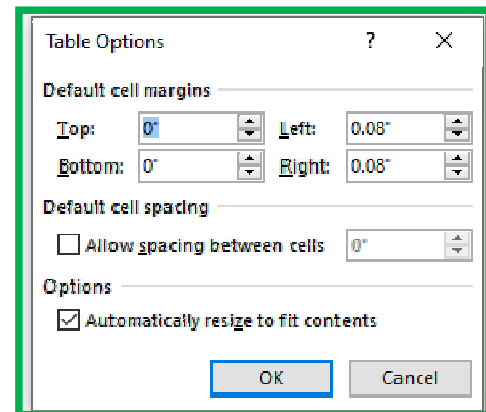 Table Options ? ×
Default cell margins
Top: 0" Left: 0.08"
Bottom: 0" Right: 0.08"
Default cell spacing
Allow spacing between cells 0"
Options
Automatically resize to fit contents
OK Cancel